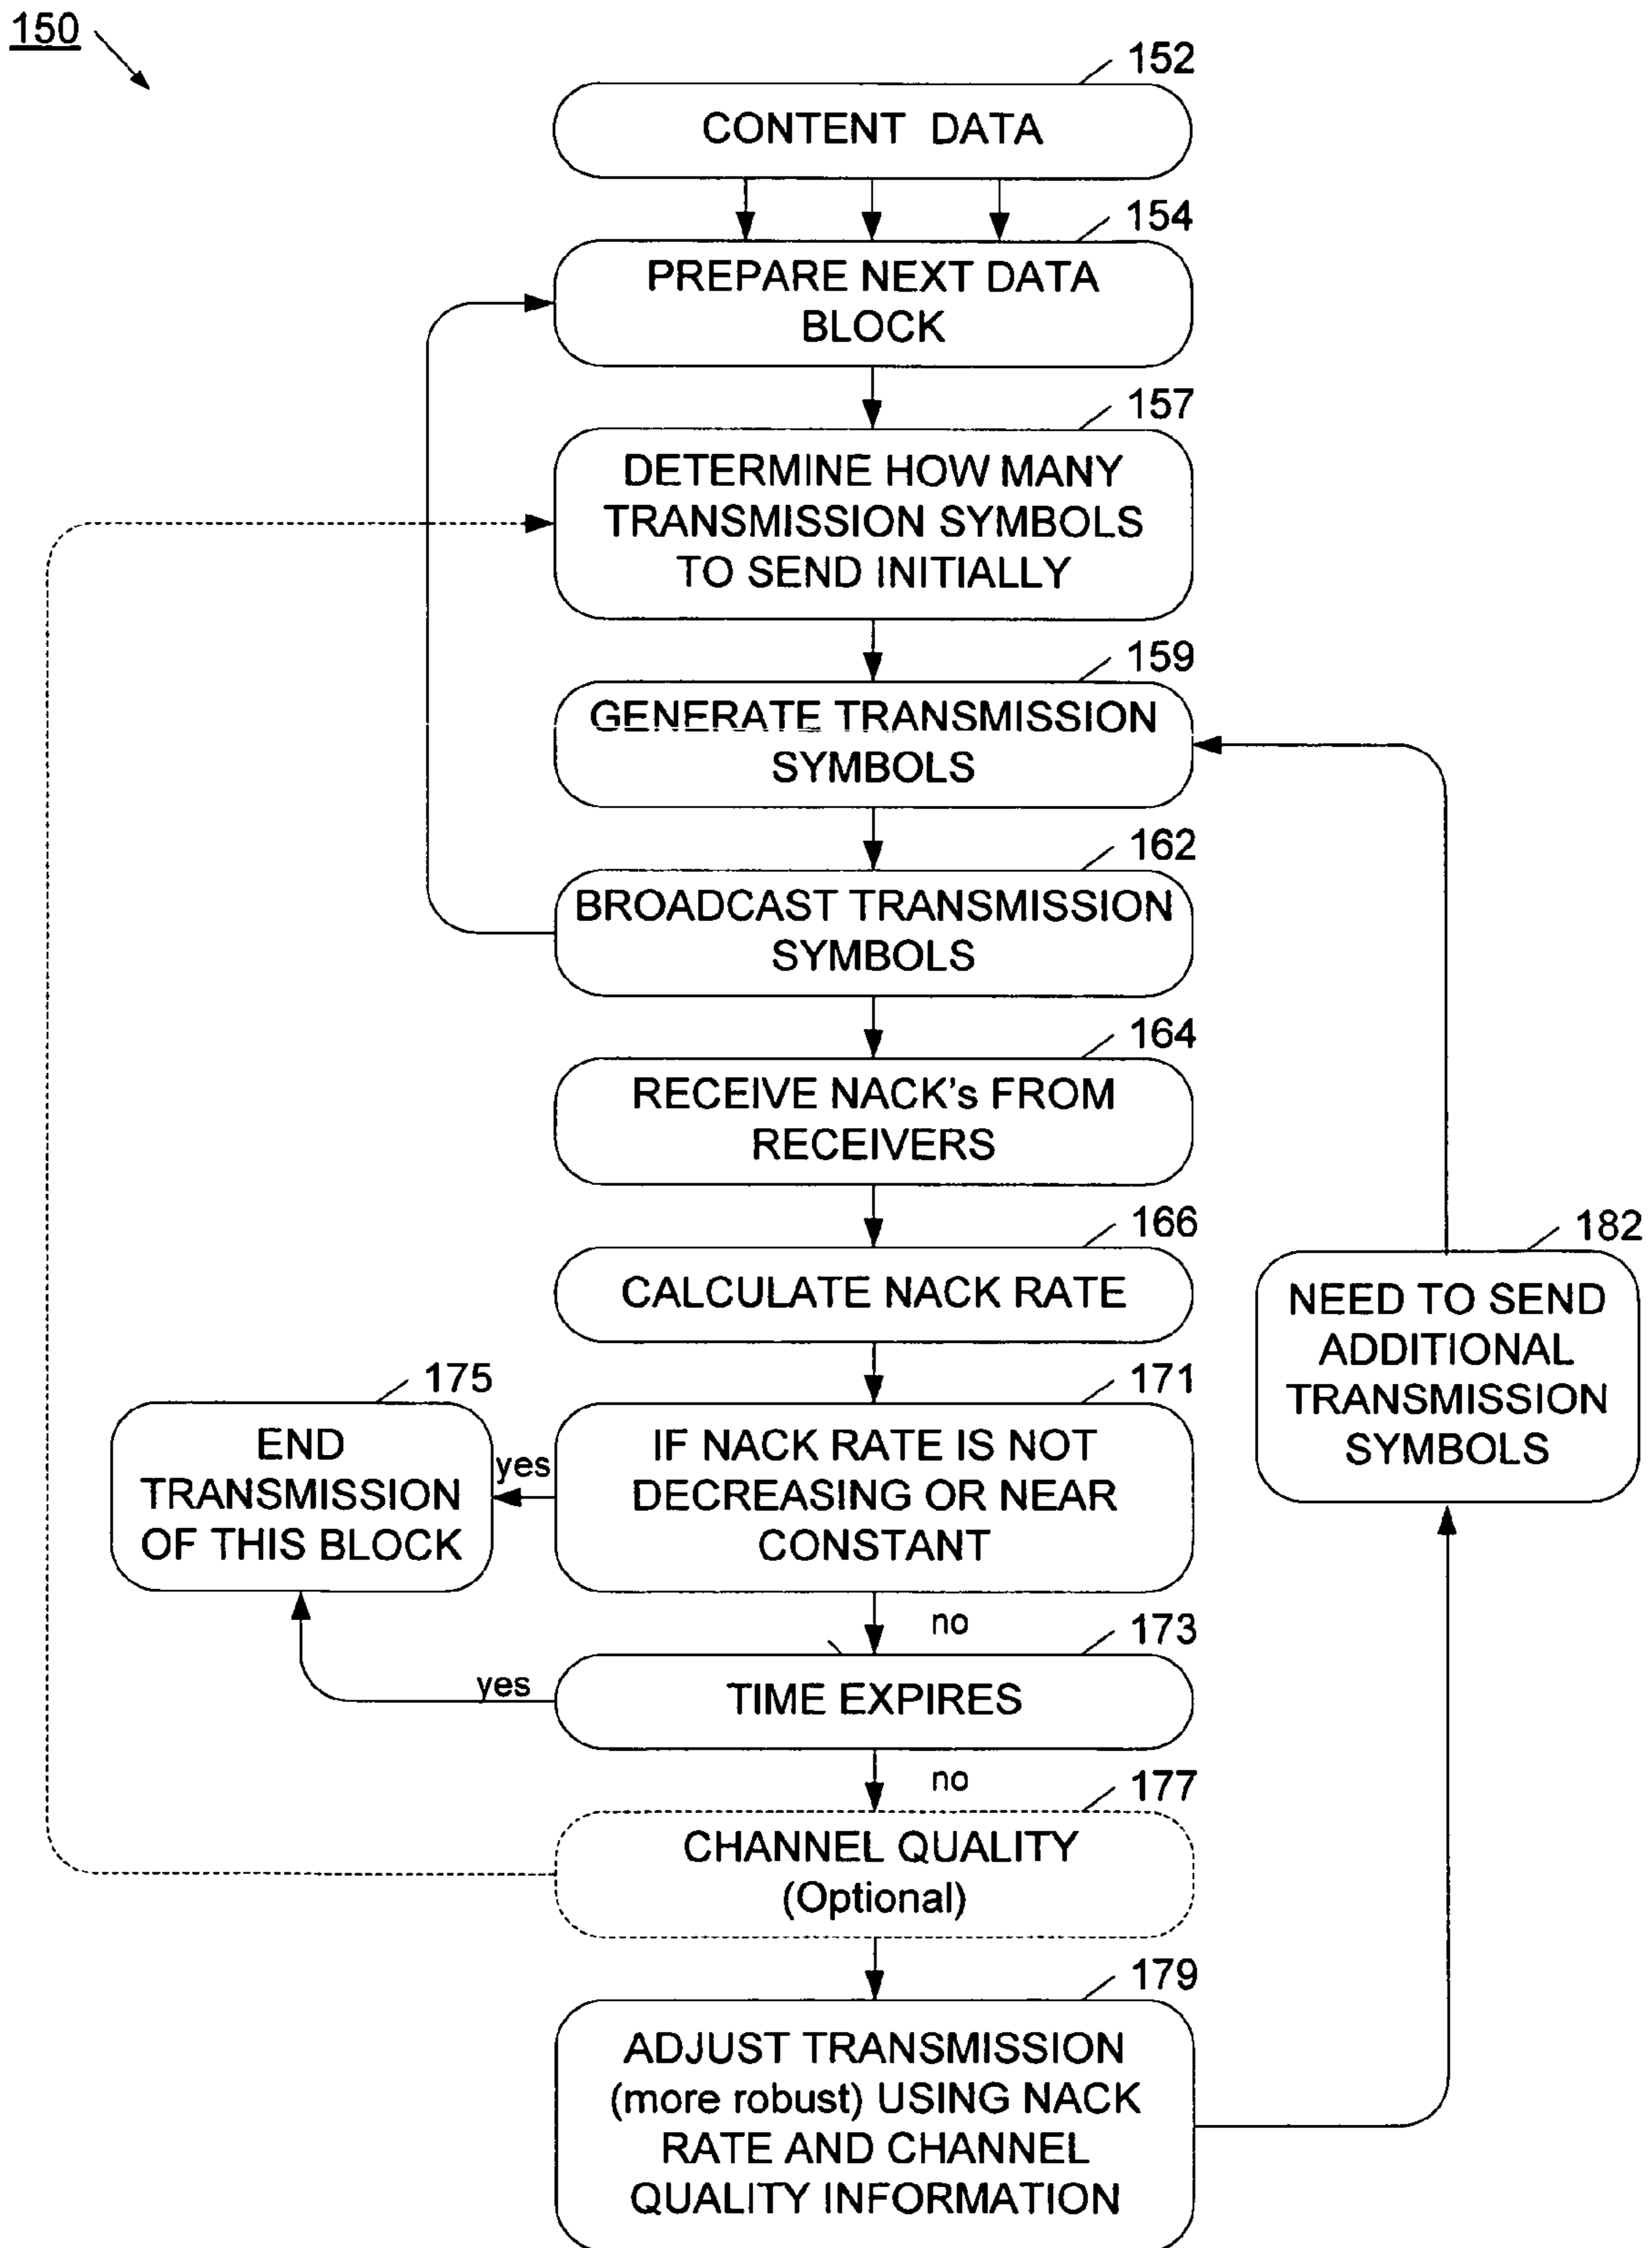 150
152
CONTENT DATA
154
PREPARE NEXT DATA
BLOCK
157
DETERMINE HOW MANY
TRANSMISSION SYMBOLS
TO SEND INITIALLY
159
GENERATE TRANSMISSION
SYMBOLS
162
BROADCAST TRANSMISSION
SYMBOLS
164
RECEIVE NACK's FROM
RECEIVERS
166
CALCULATE NACK RATE
182
NEED TO SEND
ADDITIONAL
TRANSMISSION
SYMBOLS
175
END
TRANSMISSION
OF THIS BLOCK
yes
171
IF NACK RATE IS NOT
DECREASING OR NEAR
CONSTANT
no
173
yes
TIME EXPIRES
no
177
CHANNEL QUALITY
(Optional)
179
ADJUST TRANSMISSION
(more robust) USING NACK
RATE AND CHANNEL
QUALITY INFORMATION